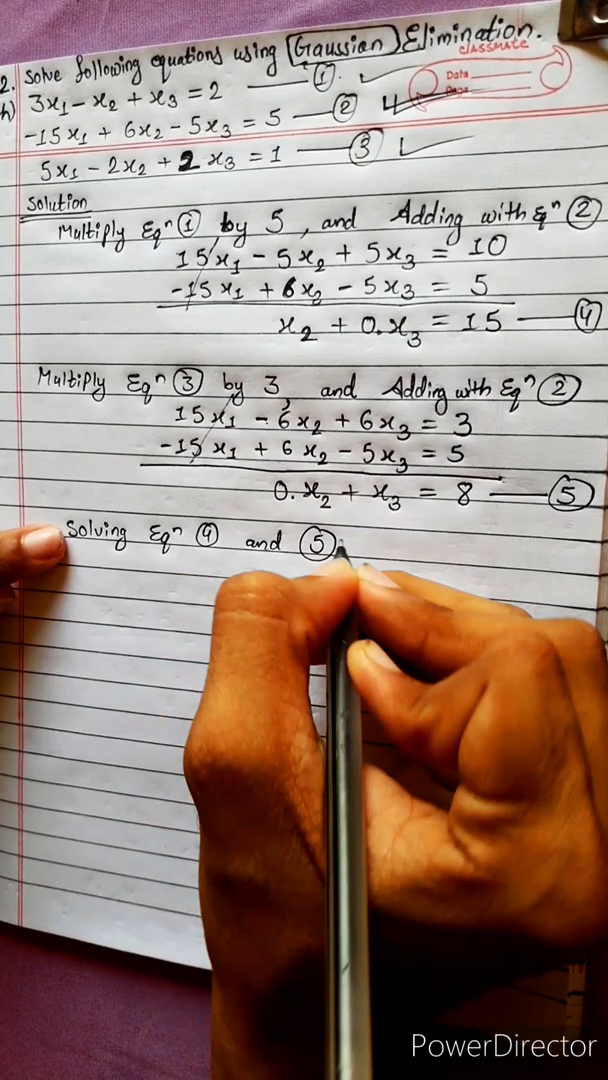 2. Solve following equations using Gaussian Elimination.
classmate
Date
Page
h) 3x₁ - x₂ + x₃ = 2 —— ①
-15x₁ + 6x₂ - 5x₃ = 5 —— ②
5x₁ - 2x₂ + 2x₃ = 1 —— ③
Solution
Multiply Eqⁿ ① by 5, and Adding with Eqⁿ ②
15x₁ - 5x₂ + 5x₃ = 10
-15x₁ + 6x₂ - 5x₃ = 5
x₂ + 0.x₃ = 15 —— ④
Multiply Eqⁿ ③ by 3, and Adding with Eqⁿ ②
15x₁ - 6x₂ + 6x₃ = 3
-15x₁ + 6x₂ - 5x₃ = 5
0.x₂ + x₃ = 8 —— ⑤
Solving Eqⁿ ④ and ⑤
PowerDirector